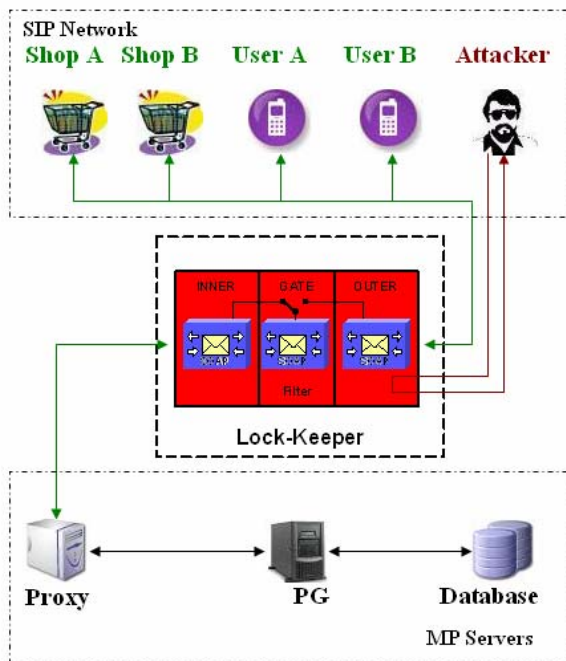 SIP Network
Shop A Shop B User A User B Attacker
INNER GATE OUTER
Filter
Lock-Keeper
Proxy PG Database
MP Servers